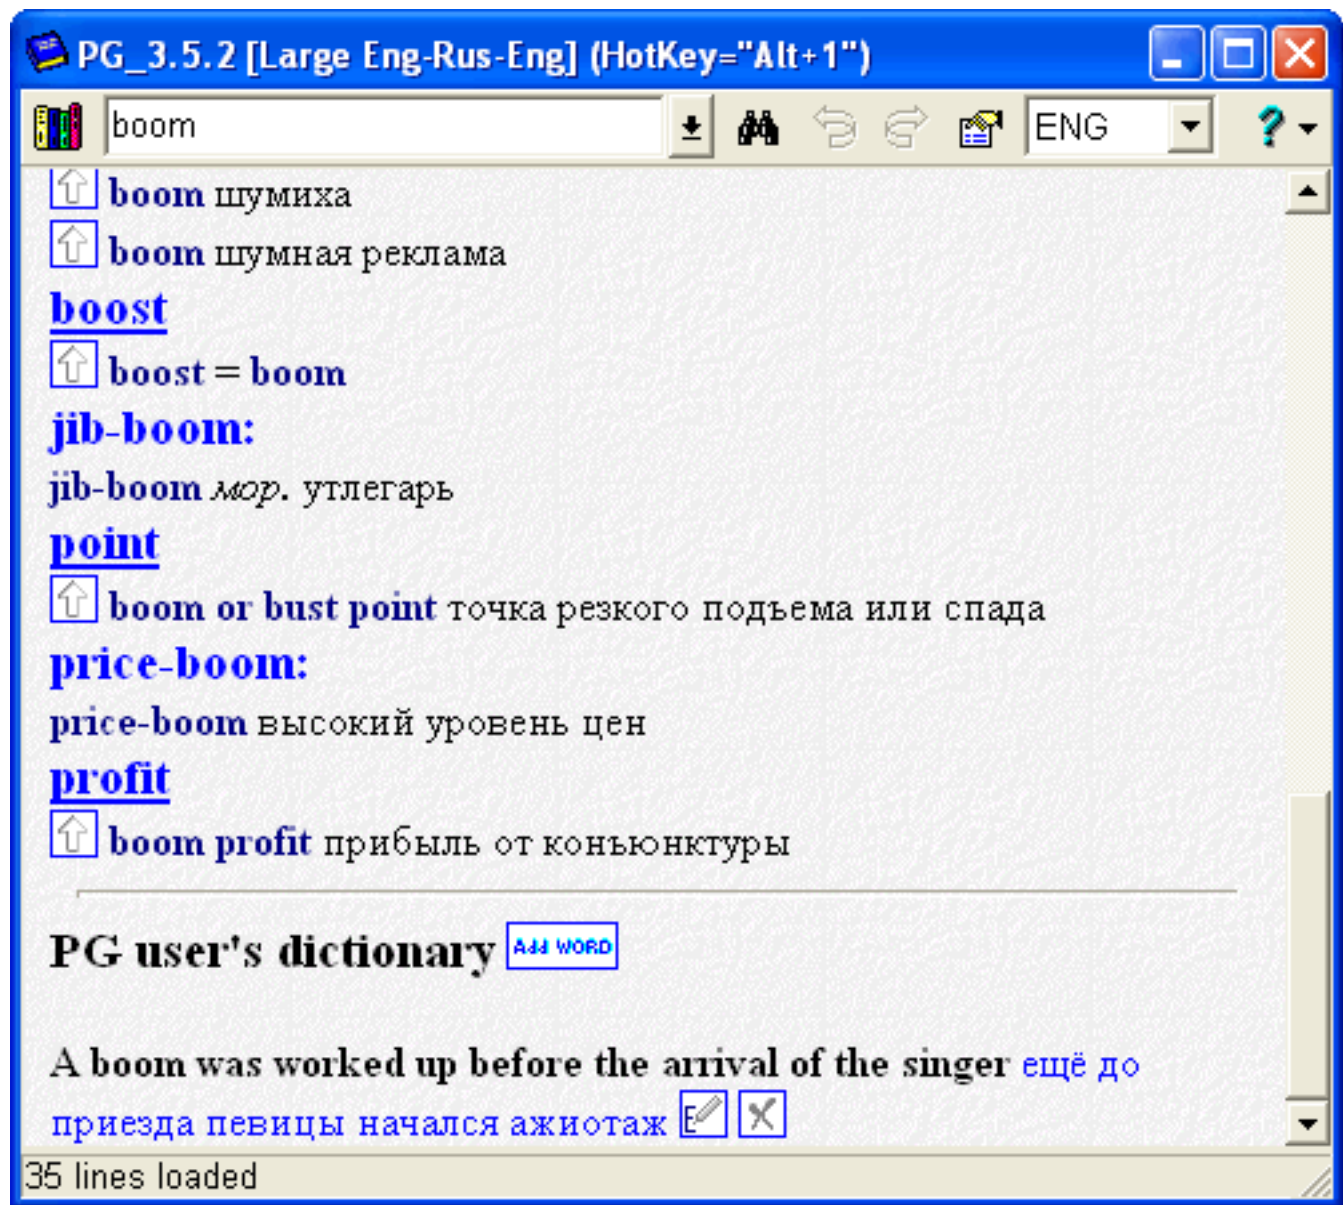 PG_3.5.2 [Large Eng-Rus-Eng] (HotKey="Alt+1")
boom ENG ?
boom шумиха
boom шумная реклама
boost
boost = boom
jib-boom:
jib-boom мор. утлегарь
point
boom or bust point точка резкого подъема или спада
price-boom:
price-boom высокий уровень цен
profit
boom profit прибыль от конъюнктуры
PG user's dictionary Add WORD
A boom was worked up before the arrival of the singer ещё до
приезда певицы начался ажиотаж E
35 lines loaded